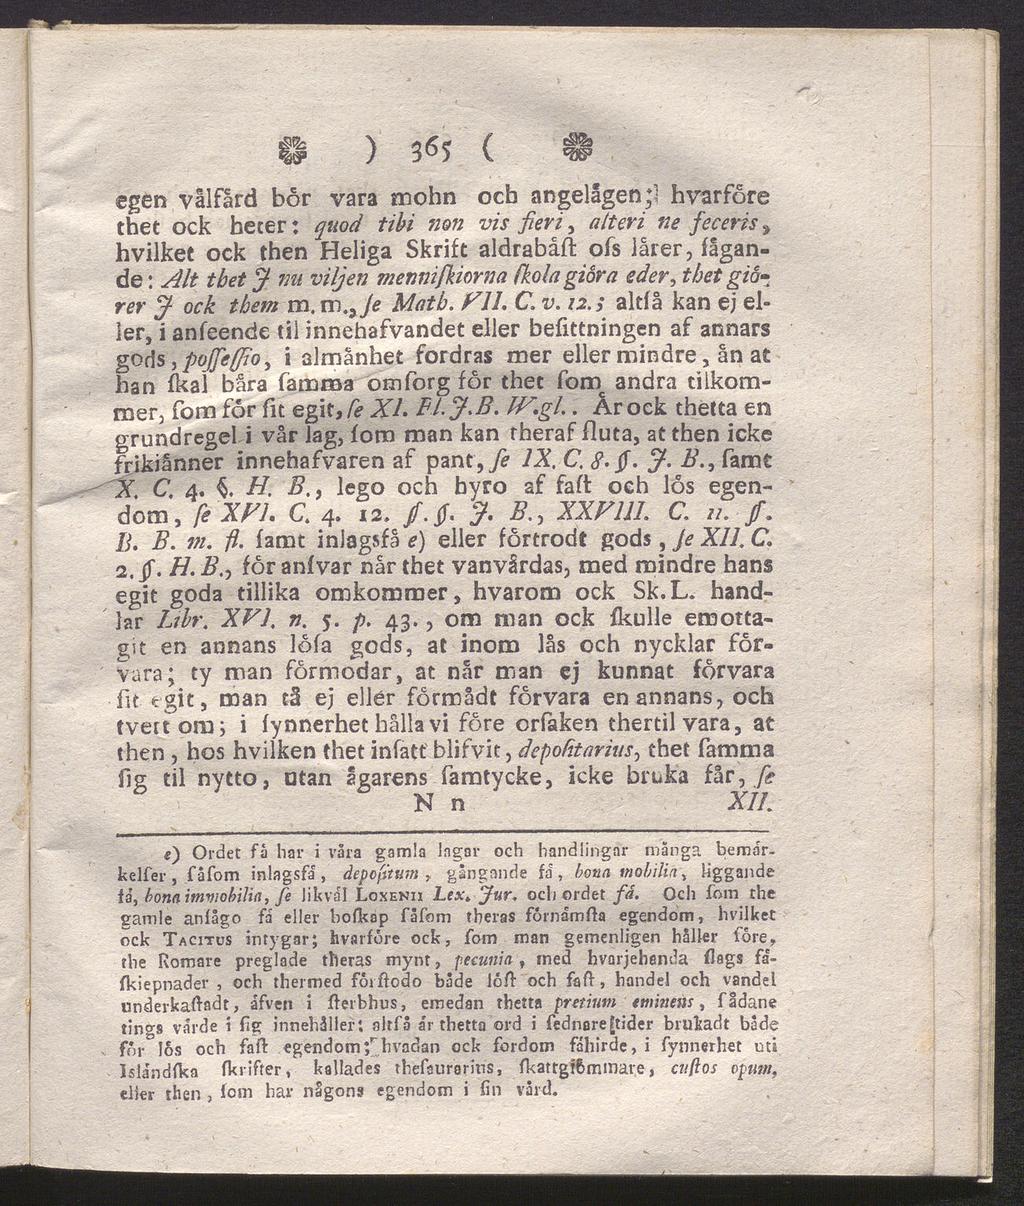 ) 365 (
egen vålfård bör vara mohn och angelågen; hvarföre
thet ock heter: quod tibi non vis fieri, alteri ne feceris,
hvilket ock then Heliga Skrift aldrabåſt oſs lårer, ſågan-
de: Alt thet J nu viljen menniſkiorna ſkola giöra eder, thet giö-
rer J ock them m. m., ſe Math. VII. C. v. 12.; altſå kan ej el-
ler, i anſeende til innehafvandet eller beſittningen af annars
gods, poſſeſſio, i almånhet fordras mer eller mindre, ån at
han ſkal båra ſamma omſorg för thet ſom andra tilkom-
mer, ſom för ſit egit, ſe XI. Fl. J. B. W. gl.. År ock thetta en
grundregel i vår lag, ſom man kan theraf ſluta, at then icke
frikiånner innehafvaren af pant, ſe IX. C. 8. §. J. B., ſamt
X. C. 4. §. H. B., lego och hyro af faſt och lös egen-
dom, ſe XVI. C. 4. 12. §. §. J. B., XXVIII. C. 11. §.
B. B. m. fl. ſamt inlagsfå e) eller förtrodt gods, ſe XII. C.
2. §. H. B., för anſvar når thet vanvårdas, med mindre hans
egit goda tillika omkommer, hvarom ock Sk. L. hand-
lar Libr. XVI. n. 5. p. 43., om man ock ſkulle emotta-
git en annans löſa gods, at inom lås och nycklar för-
vara; ty man förmodar, at når man ej kunnat förvara
ſit egit, man tå ej eller förmådt förvara en annans, och
tvert om; i ſynnerhet hålla vi före orſaken thertil vara, at
then, hos hvilken thet inſatt blifvit, depoſitarius, thet ſamma
ſig til nytto, utan ågarens ſamtycke, icke bruka får, ſe
N n XII.
e) Ordet få har i våra gamla lagar och handlingar många bemår-
kelſer, ſåſom inlagsfå, depoſitum, gångande få, bona mobilia, liggande
få, bona immobilia, ſe likvål LOXENII Lex. Jur. och ordet få. Och ſom the
gamle anſågo få eller boſkap ſåſom theras förnåmſta egendom, hvilket
ock TACITUS intygar; hvarföre ock, ſom man gemenligen håller före,
the Romare preglade theras mynt, pecunia, med hvarjehanda ſlags få-
ſkiepnader, och thermed förſtodo både löſt och faſt, handel och vandel
underkaſtadt, åfven i ſterbhus, emedan thetta pretium eminens, ſådane
tings vårde i ſig innehåller; altſå år thetta ord i ſednare tider brukadt både
för lös och faſt egendom; hvadan ock fordom fåhirde, i ſynnerhet uti
Islåndſka ſkrifter, kallades theſaurarius, ſkattgiömmare, cuſtos opum,
eller then, ſom har någons egendom i ſin vård.